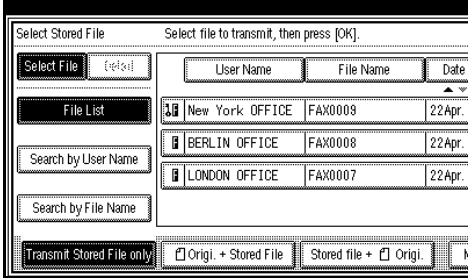 Select Stored File Select file to transmit, then press [OK].
Select File Detail User Name File Name Date
File List
New York OFFICE FAX0009 22Apr.
BERLIN OFFICE FAX0008 22Apr.
Search by User Name
LONDON OFFICE FAX0007 22Apr.
Search by File Name
Transmit Stored File only Origi. + Stored File Stored file + Origi.